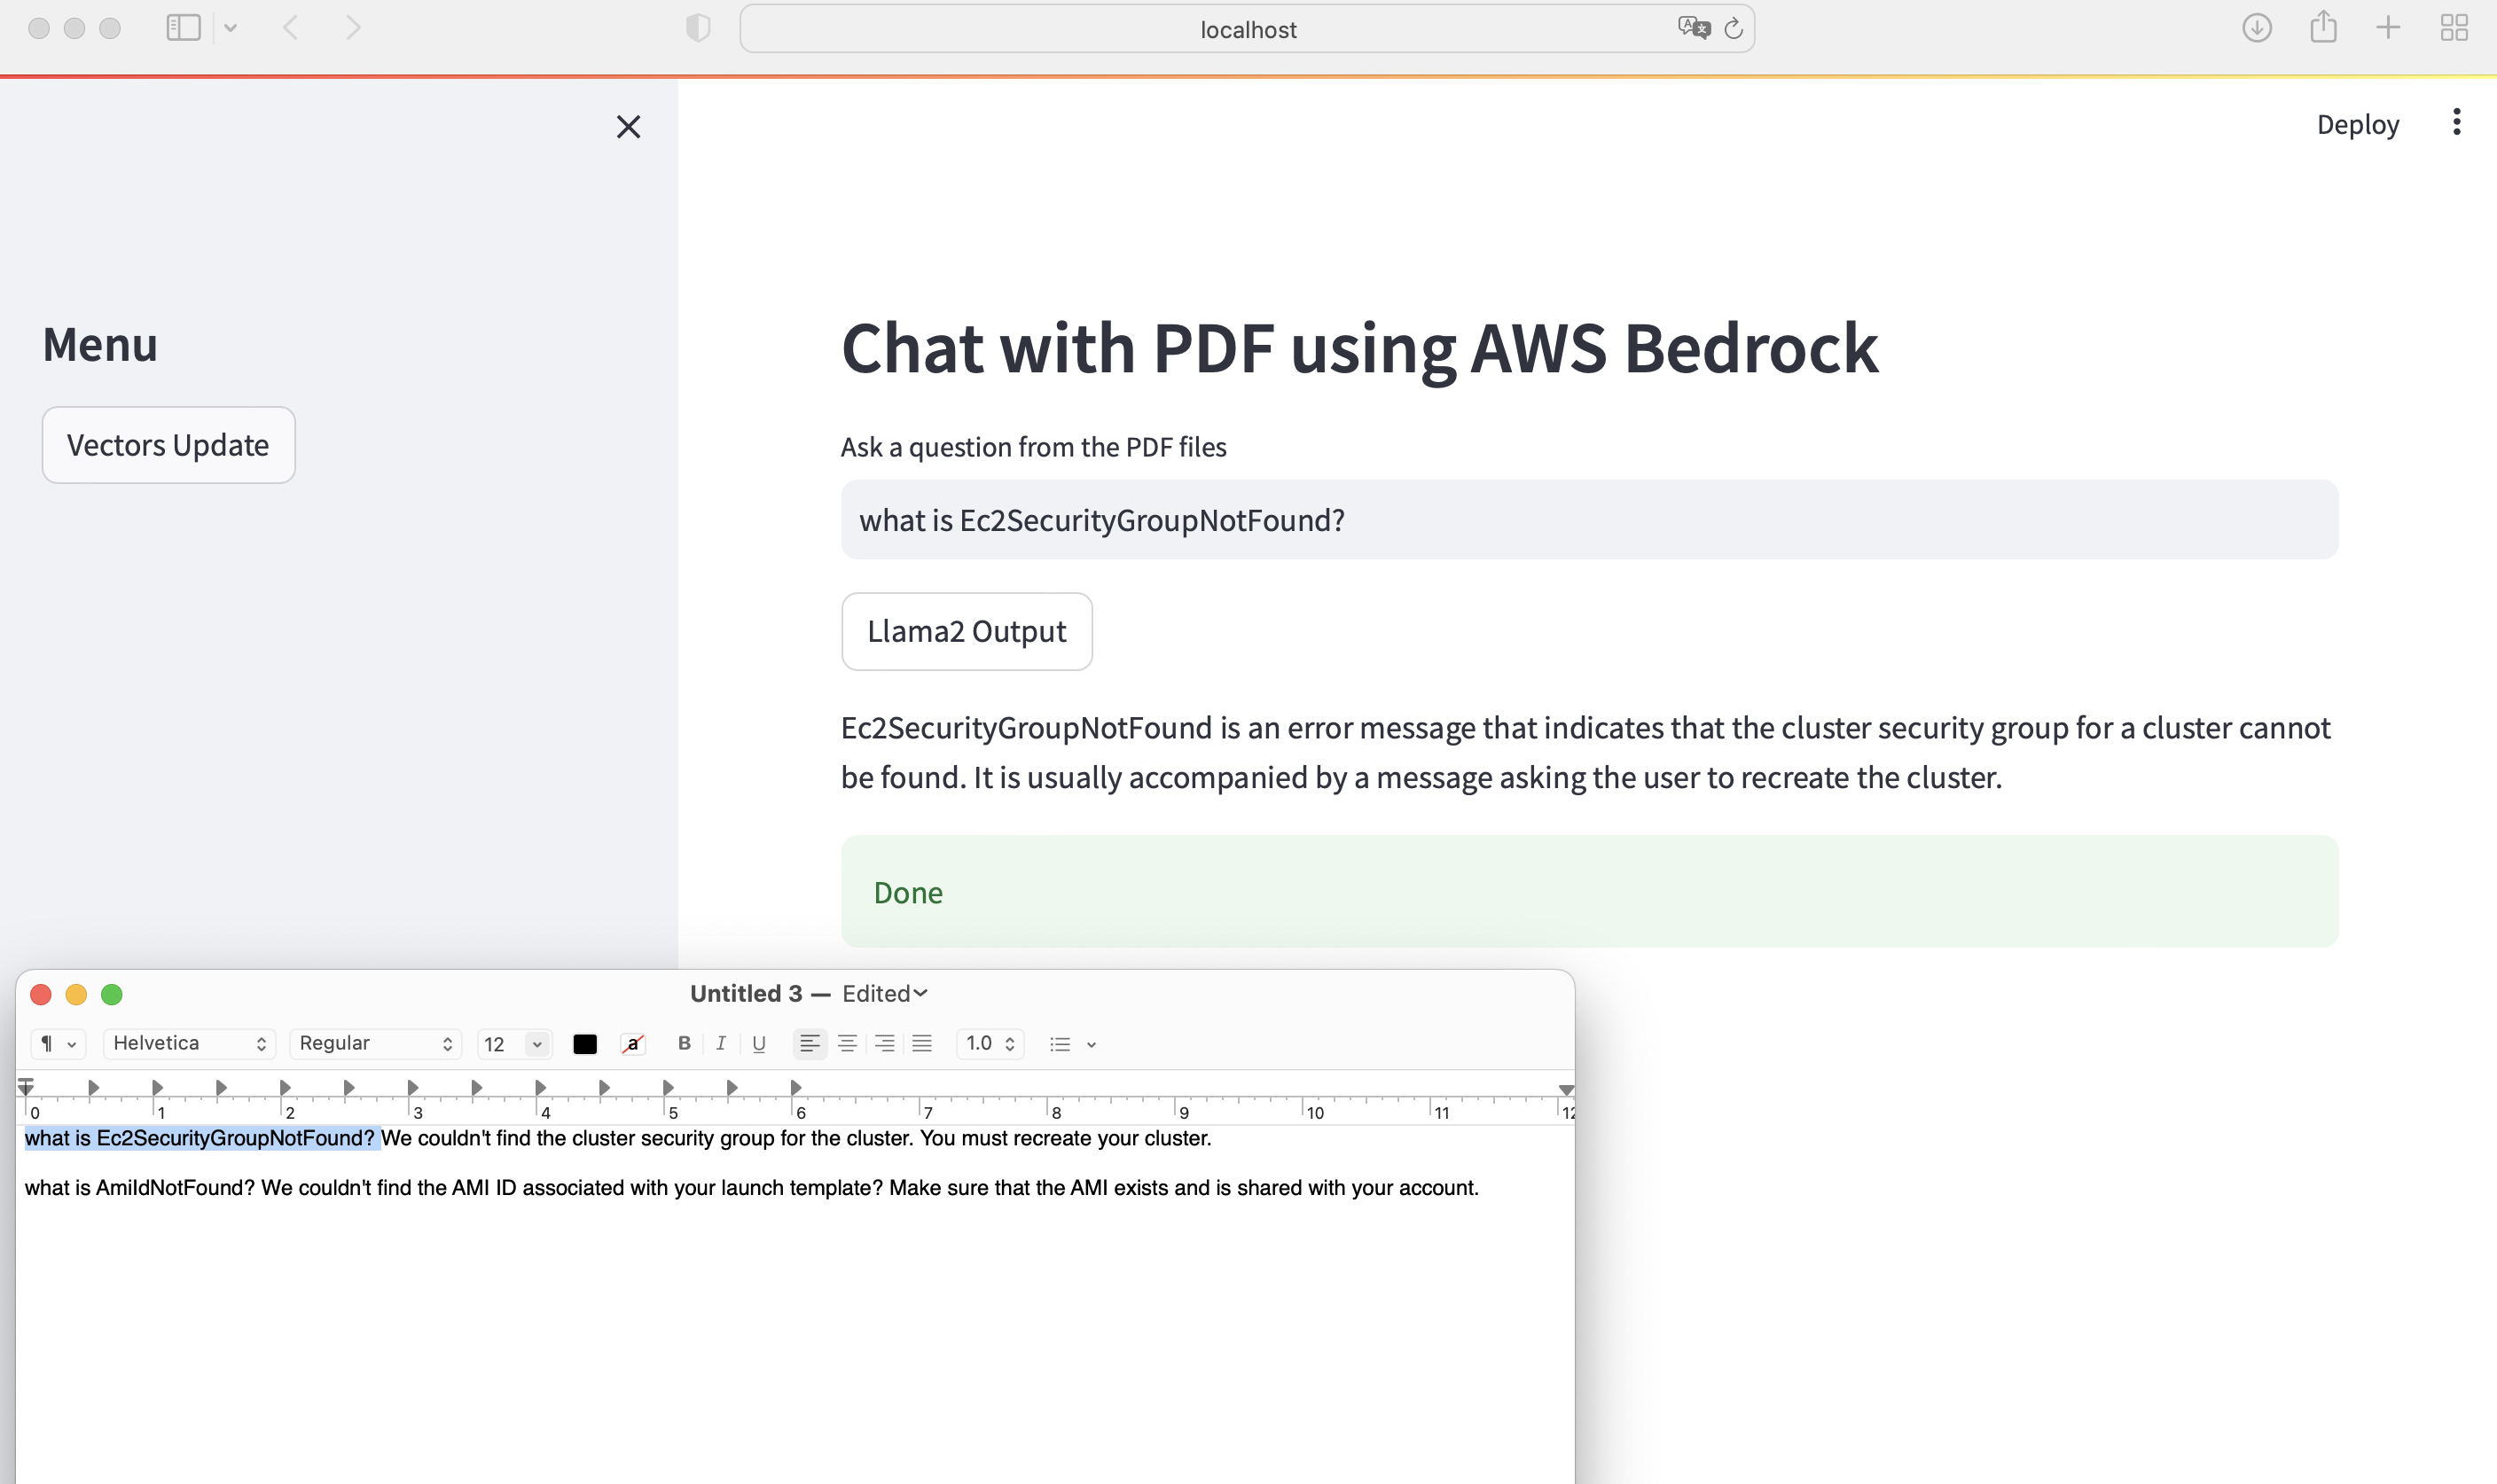 localhost
Deploy
Menu
Vectors Update
Chat with PDF using AWS Bedrock
Ask a question from the PDF files
what is Ec2SecurityGroupNotFound?
Llama2 Output
Ec2SecurityGroupNotFound is an error message that indicates that the cluster security group for a cluster cannot
be found. It is usually accompanied by a message asking the user to recreate the cluster.
Done
Untitled 3 — Edited
¶ Helvetica Regular 12 a B I U 1.0
0 1 2 3 4 5 6 7 8 9 10 11 12
what is Ec2SecurityGroupNotFound? We couldn't find the cluster security group for the cluster. You must recreate your cluster.
what is AmiIdNotFound? We couldn't find the AMI ID associated with your launch template? Make sure that the AMI exists and is shared with your account.